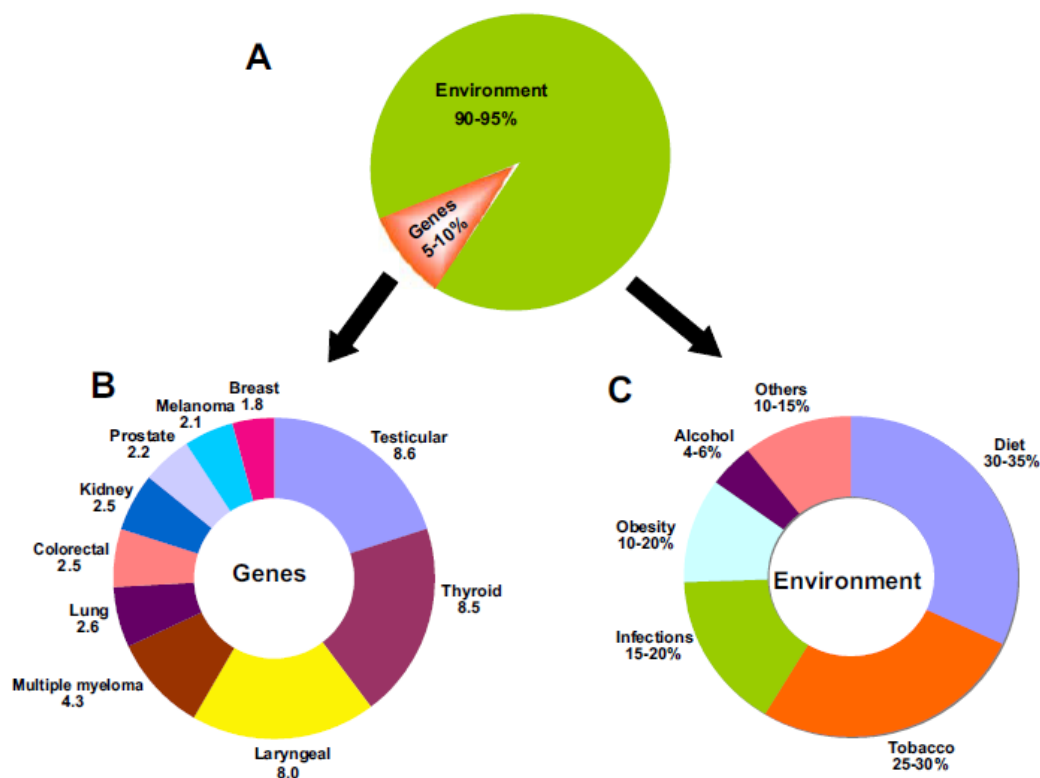 A
Environment
90-95%
Genes
5-10%
B
Breast
1.8
Melanoma
2.1
Prostate
2.2
Kidney
2.5
Colorectal
2.5
Lung
2.6
Multiple myeloma
4.3
Laryngeal
8.0
Thyroid
8.5
Testicular
8.6
Genes
C
Others
10-15%
Alcohol
4-6%
Obesity
10-20%
Infections
15-20%
Tobacco
25-30%
Diet
30-35%
Environment